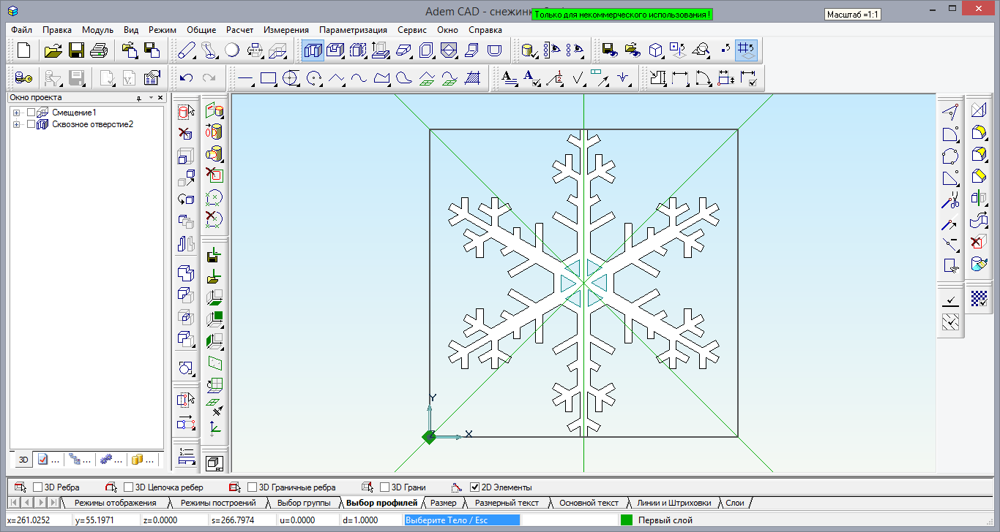 Adem CAD - снежинк
Только для некоммерческого использования !
Масштаб =1:1
Файл Правка Модуль Вид Режим Общие Расчет Измерения Параметризация Сервис Окно Справка
Окно проекта
Смещение1
Сквозное отверстие2
Y
X
3D ... ... ... ...
3D Ребра 3D Цепочка ребер 3D Граничные ребра 3D Грани 2D Элементы
Режимы отображения Режимы построений Выбор группы Выбор профилей Размер Размерный текст Основной текст Линии и Штриховки Слои
x=261.0252 y=55.1971 z=0.0000 s=266.7974 u=0.0000 d=1.0000 Выберите Тело / Esc Первый слой